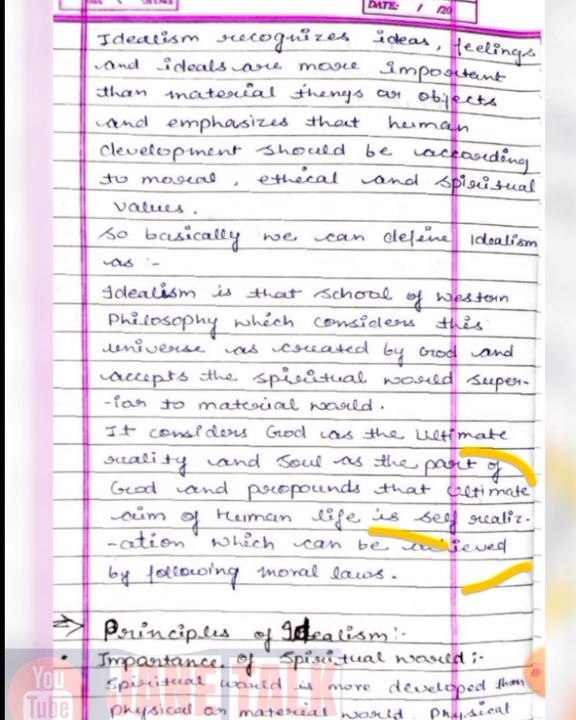 DATE: / /20
Idealism recognizes ideas, feelings
and ideals are more important
than material things or objects
and emphasizes that human
development should be according
to moral, ethical and spiritual
values.
So basically we can define Idealism
as :-
Idealism is that school of Western
Philosophy which considers this
universe as created by God and
accepts the spiritual world super-
-ior to material world.
It considers God as the Ultimate
reality and Soul as the part of
God and propounds that Ultimate
aim of Human life is self realiz-
-ation which can be achieved
by following moral laws.
⇒ Principles of Idealism:-
• Importance of Spiritual world :-
Spiritual world is more developed than
physical or material world. Physical
You
Tube
TALK